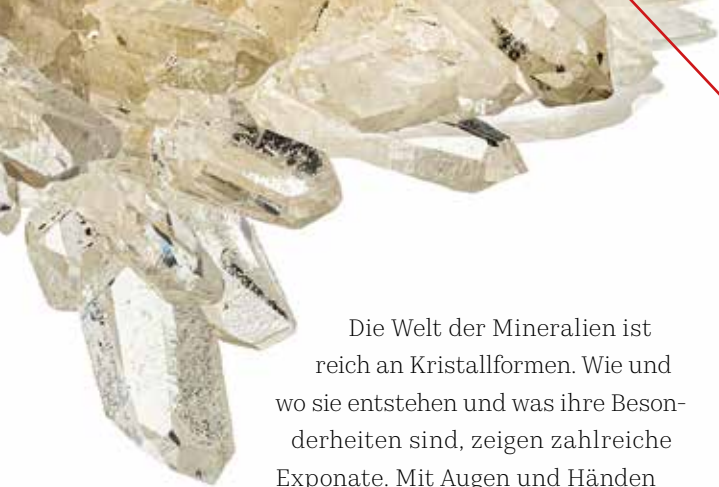 Die Welt der Mineralien ist
reich an Kristallformen. Wie und
wo sie entstehen und was ihre Beson-
derheiten sind, zeigen zahlreiche
Exponate. Mit Augen und Händen